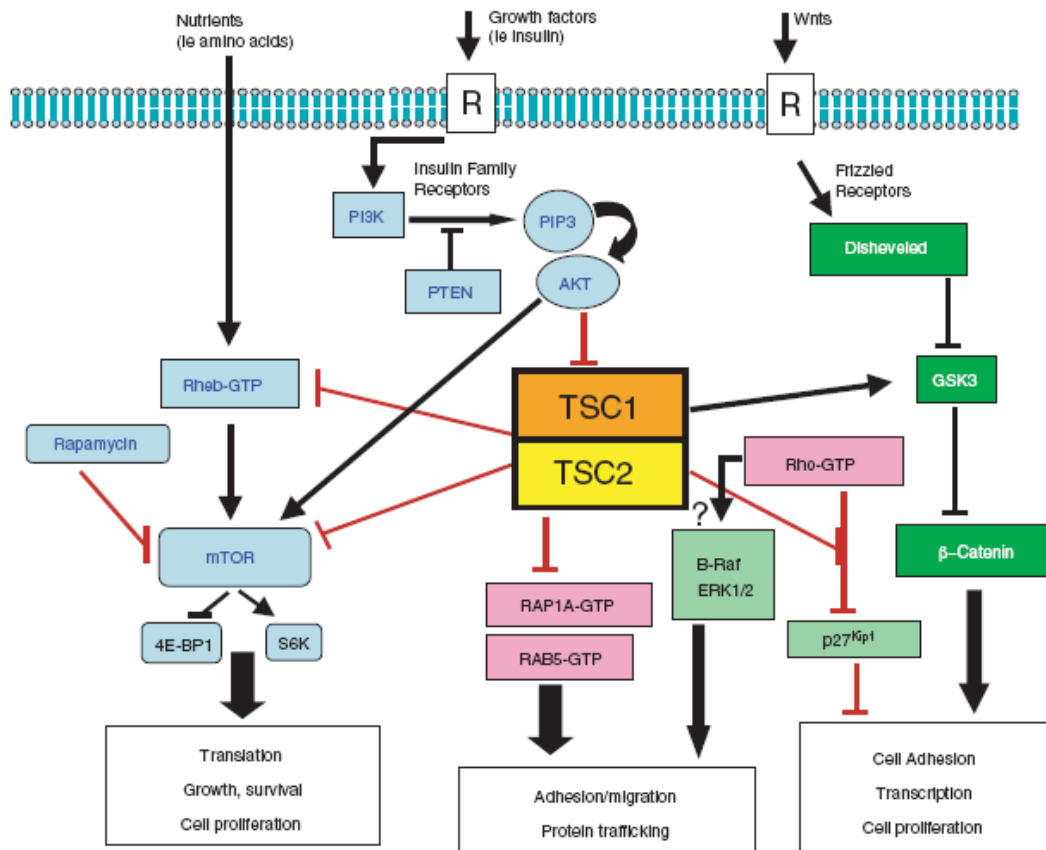 Nutrients
(ie amino acids)
Growth factors
(ie insulin)
Wnts
R
R
Insulin Family
Receptors
Frizzled
Receptors
PI3K
PIP3
Disheveled
PTEN
AKT
Rheb-GTP
TSC1
GSK3
Rapamycin
TSC2
Rho-GTP
?
mTOR
B-Raf
ERK1/2
β–Catenin
RAP1A-GTP
4E-BP1
S6K
p27Kip1
RAB5-GTP
Translation
Growth, survival
Cell proliferation
Adhesion/migration
Protein trafficking
Cell Adhesion
Transcription
Cell proliferation